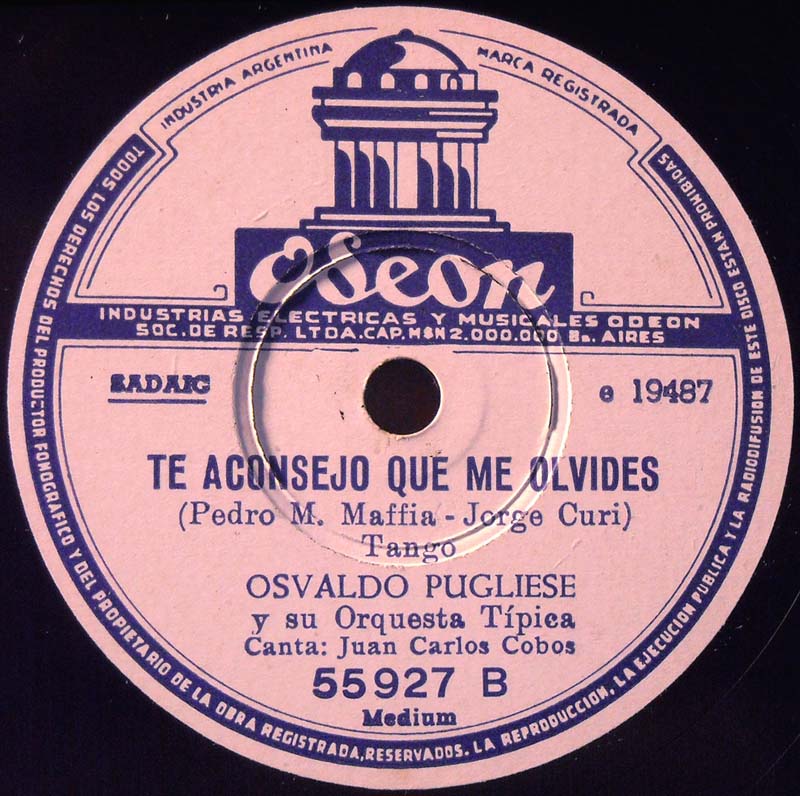 INDUSTRIA ARGENTINA
MARCA REGISTRADA
Odeon
INDUSTRIAS ELECTRICAS Y MUSICALES ODEON
SOC. DE RESP. LTDA. CAP. M$N 2.000.000 Bs. AIRES
SADAIC
e 19487
TE ACONSEJO QUE ME OLVIDES
(Pedro M. Maffia - Jorge Curi)
Tango
OSVALDO PUGLIESE
y su Orquesta Típica
Canta: Juan Carlos Cobos
55927 B
Medium
TODOS LOS DERECHOS DEL PRODUCTOR FONOGRAFICO Y DEL PROPIETARIO DE LA OBRA REGISTRADA, RESERVADOS. LA REPRODUCCION, LA EJECUCION PUBLICA Y LA RADIODIFUSION DE ESTE DISCO ESTAN PROHIBIDAS